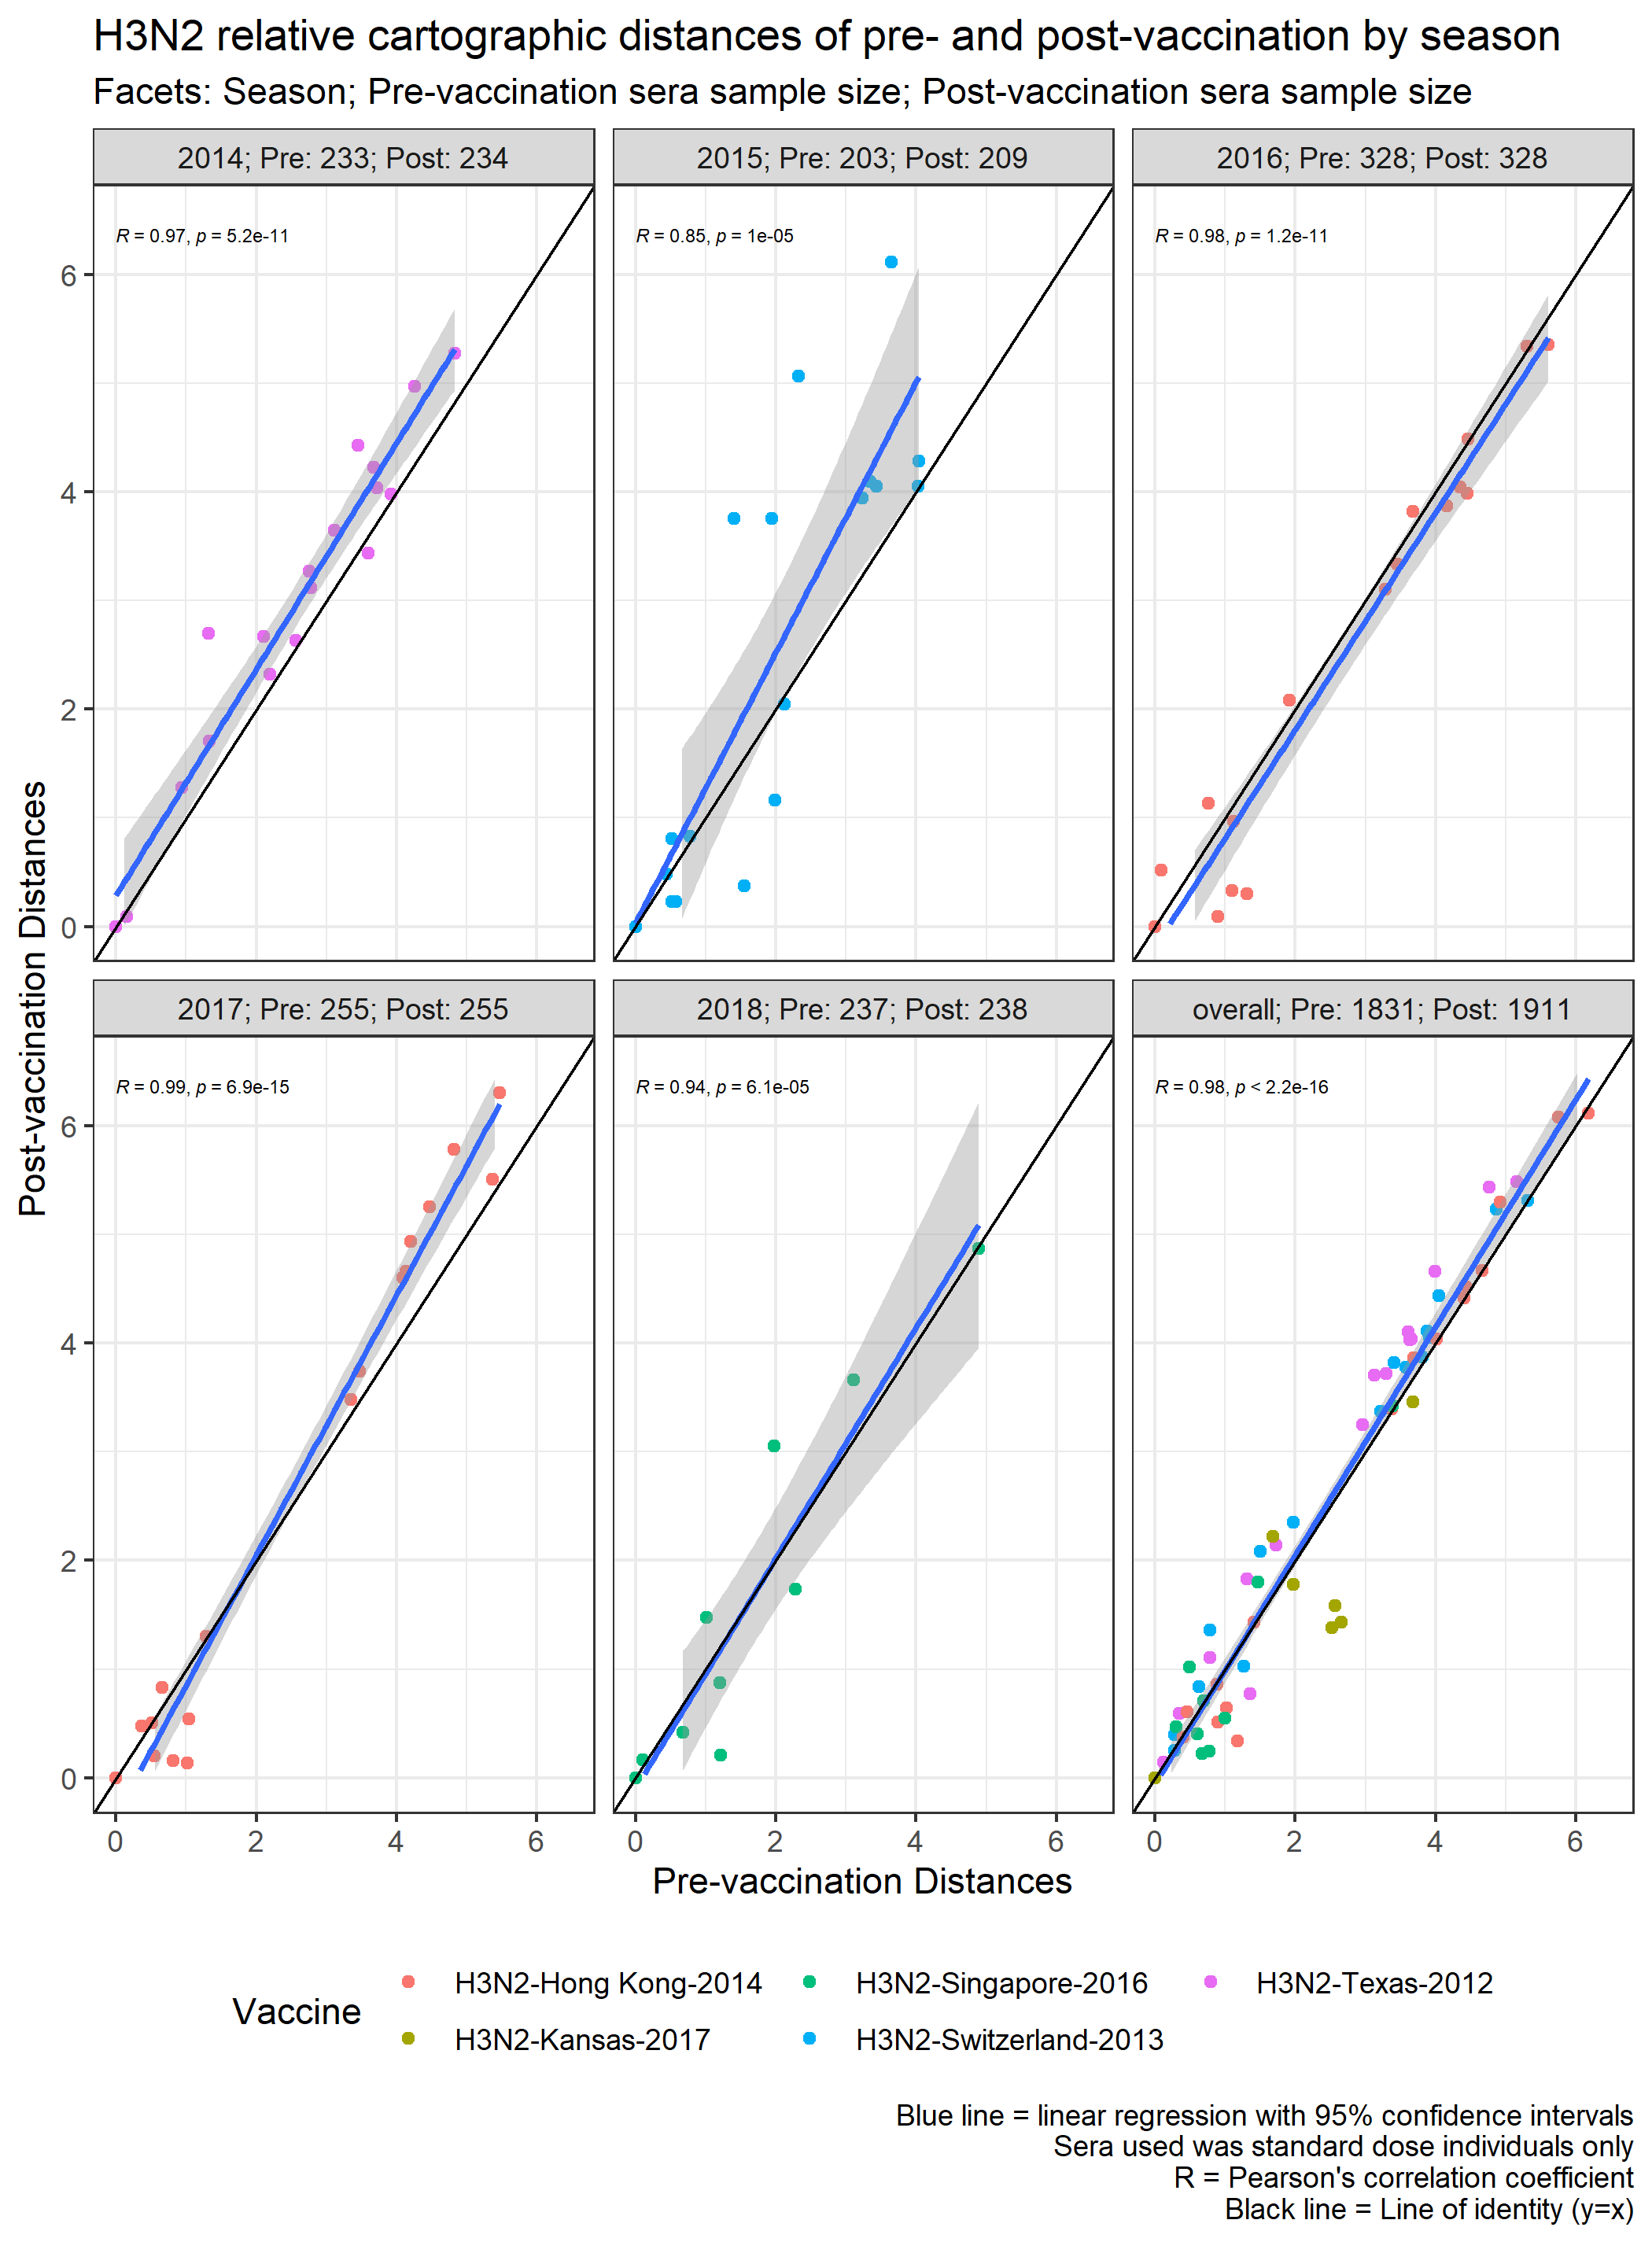 H3N2 relative cartographic distances of pre- and post-vaccination by season
Facets: Season; Pre-vaccination sera sample size; Post-vaccination sera sample size
2014; Pre: 233; Post: 234
2015; Pre: 203; Post: 209
2016; Pre: 328; Post: 328
R = 0.97, p = 5.2e-11
R = 0.85, p = 1e-05
R = 0.98, p = 1.2e-11
6
4
2
0
Post-vaccination Distances
2017; Pre: 255; Post: 255
2018; Pre: 237; Post: 238
overall; Pre: 1831; Post: 1911
R = 0.99, p = 6.9e-15
R = 0.94, p = 6.1e-05
R = 0.98, p < 2.2e-16
6
4
2
0
0 2 4 6
0 2 4 6
0 2 4 6
Pre-vaccination Distances
Vaccine
H3N2-Hong Kong-2014
H3N2-Singapore-2016
H3N2-Texas-2012
H3N2-Kansas-2017
H3N2-Switzerland-2013
Blue line = linear regression with 95% confidence intervals
Sera used was standard dose individuals only
R = Pearson's correlation coefficient
Black line = Line of identity (y=x)